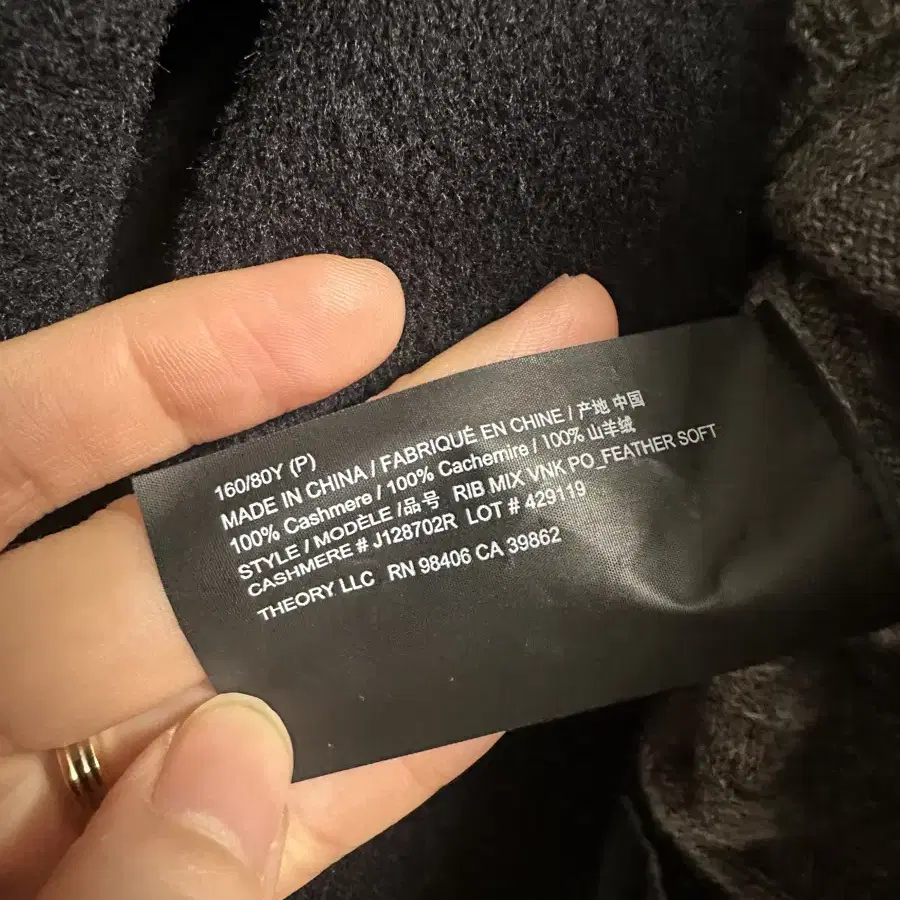 160/80Y (P)
MADE IN CHINA / FABRIQUÉ EN CHINE / 产地 中国
100% Cashmere / 100% Cachemire / 100% 山羊绒
STYLE / MODÈLE /品号 RIB MIX VNK PO_FEATHER SOFT
CASHMERE # J128702R LOT # 429119
THEORY LLC RN 98406 CA 39862